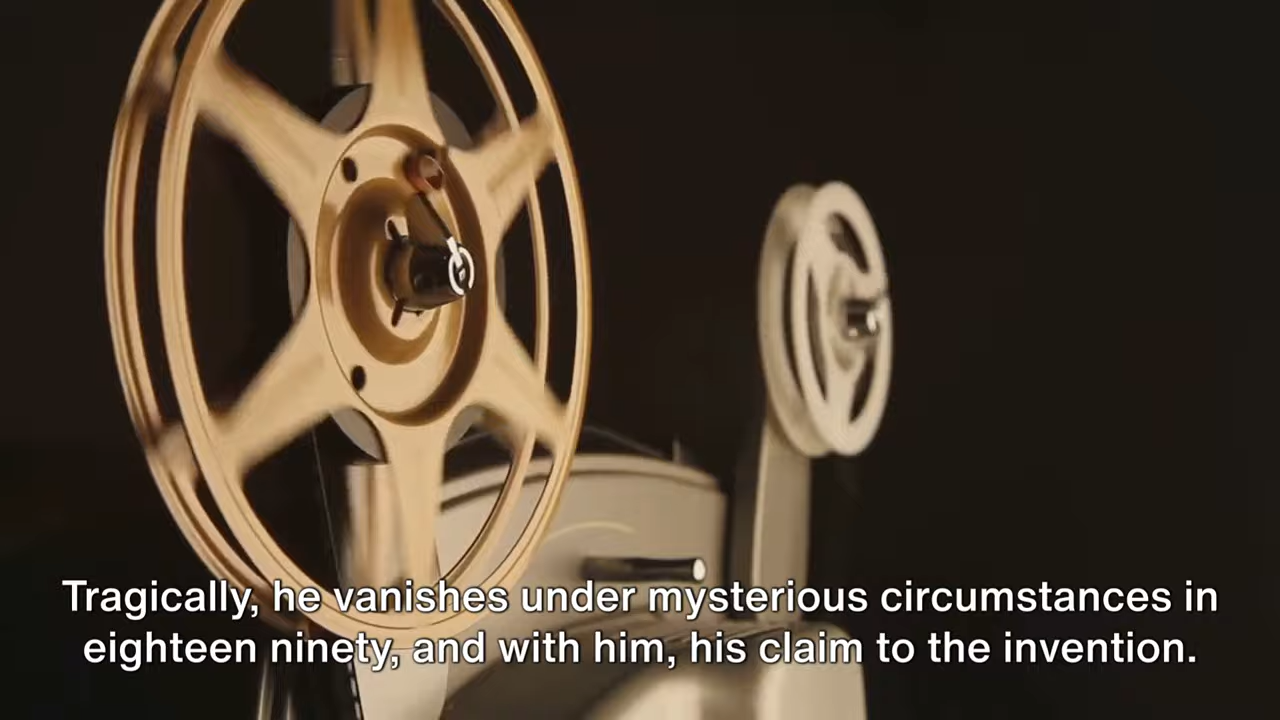 Tragically, he vanishes under mysterious circumstances in
eighteen ninety, and with him, his claim to the invention.